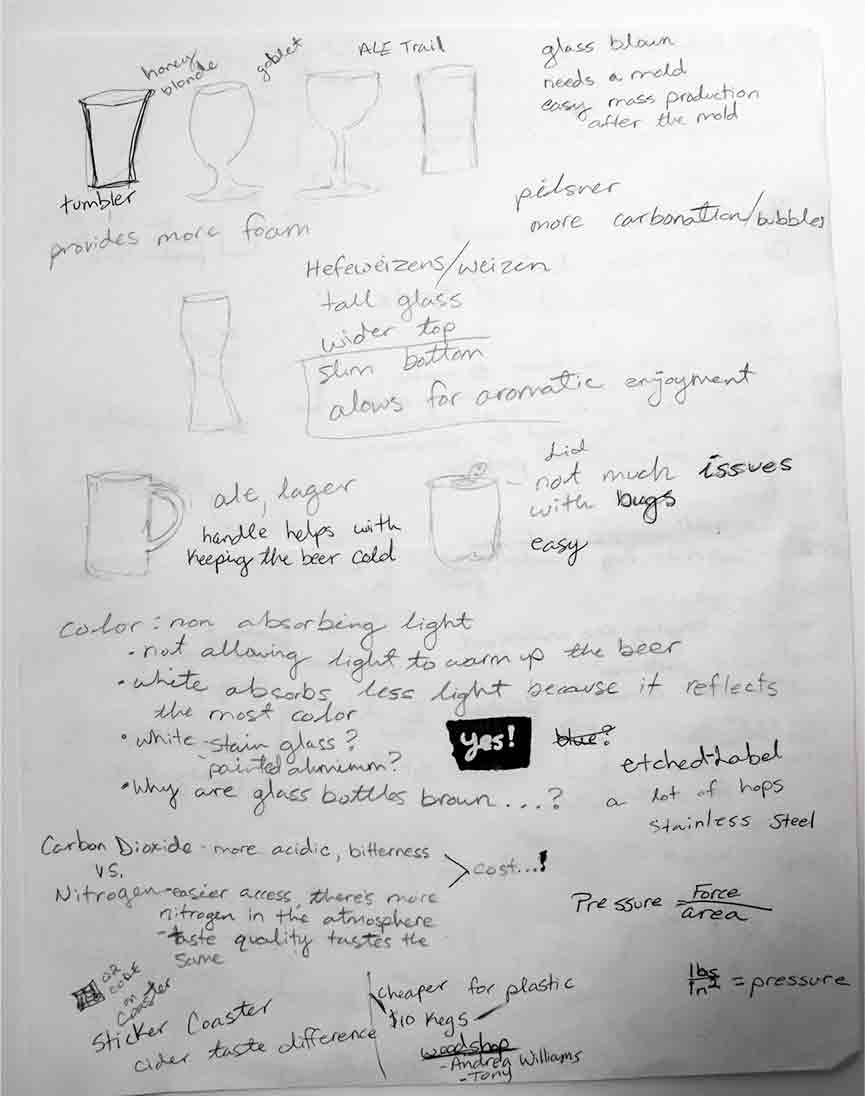 honey
blonde
goblet
ALE Trail
glass blown
needs a mold
easy mass production
after the mold
tumbler
provides more foam
pilsner
more carbonation/bubbles
Hefeweizens/weizen
tall glass
wider top
slim bottom
alows for aromatic enjoyment
ale, lager
handle helps with
keeping the beer cold
Lid
not much issues
with bugs
easy
color: non absorbing light
• not allowing light to warm up the beer
• white absorbs less light because it reflects
the most color
• white-stain glass?
painted aluminum?
yes!
blue?
• Why are glass bottles brown...?
etched-Label
a lot of hops
stainless steel
Carbon Dioxide - more acidic, bitterness
vs.
Nitrogen-easier access, there's more
nitrogen in the atmosphere
-taste quality tastes the
same
cost...!
Pressure = Force
area
lbs
in² = pressure
QR
code
on
coaster
Sticker Coaster
cider taste difference
cheaper for plastic
$10 kegs
woodshop
-Andrea Williams
-Tony